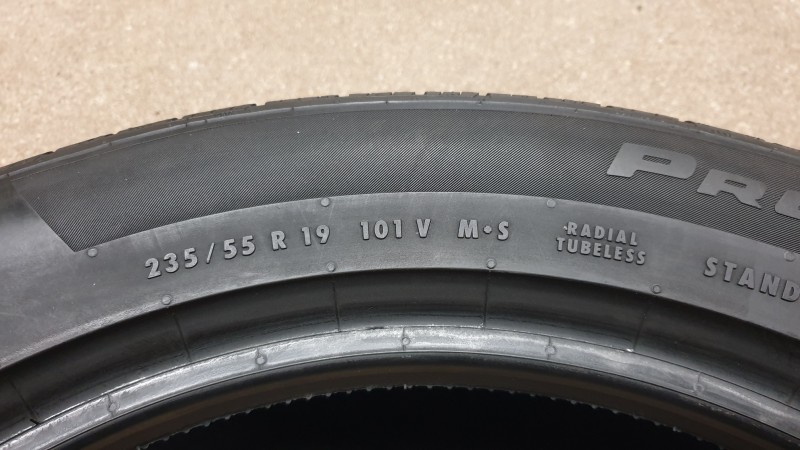 235/55 R 19 101 V M•S
RADIAL
TUBELESS